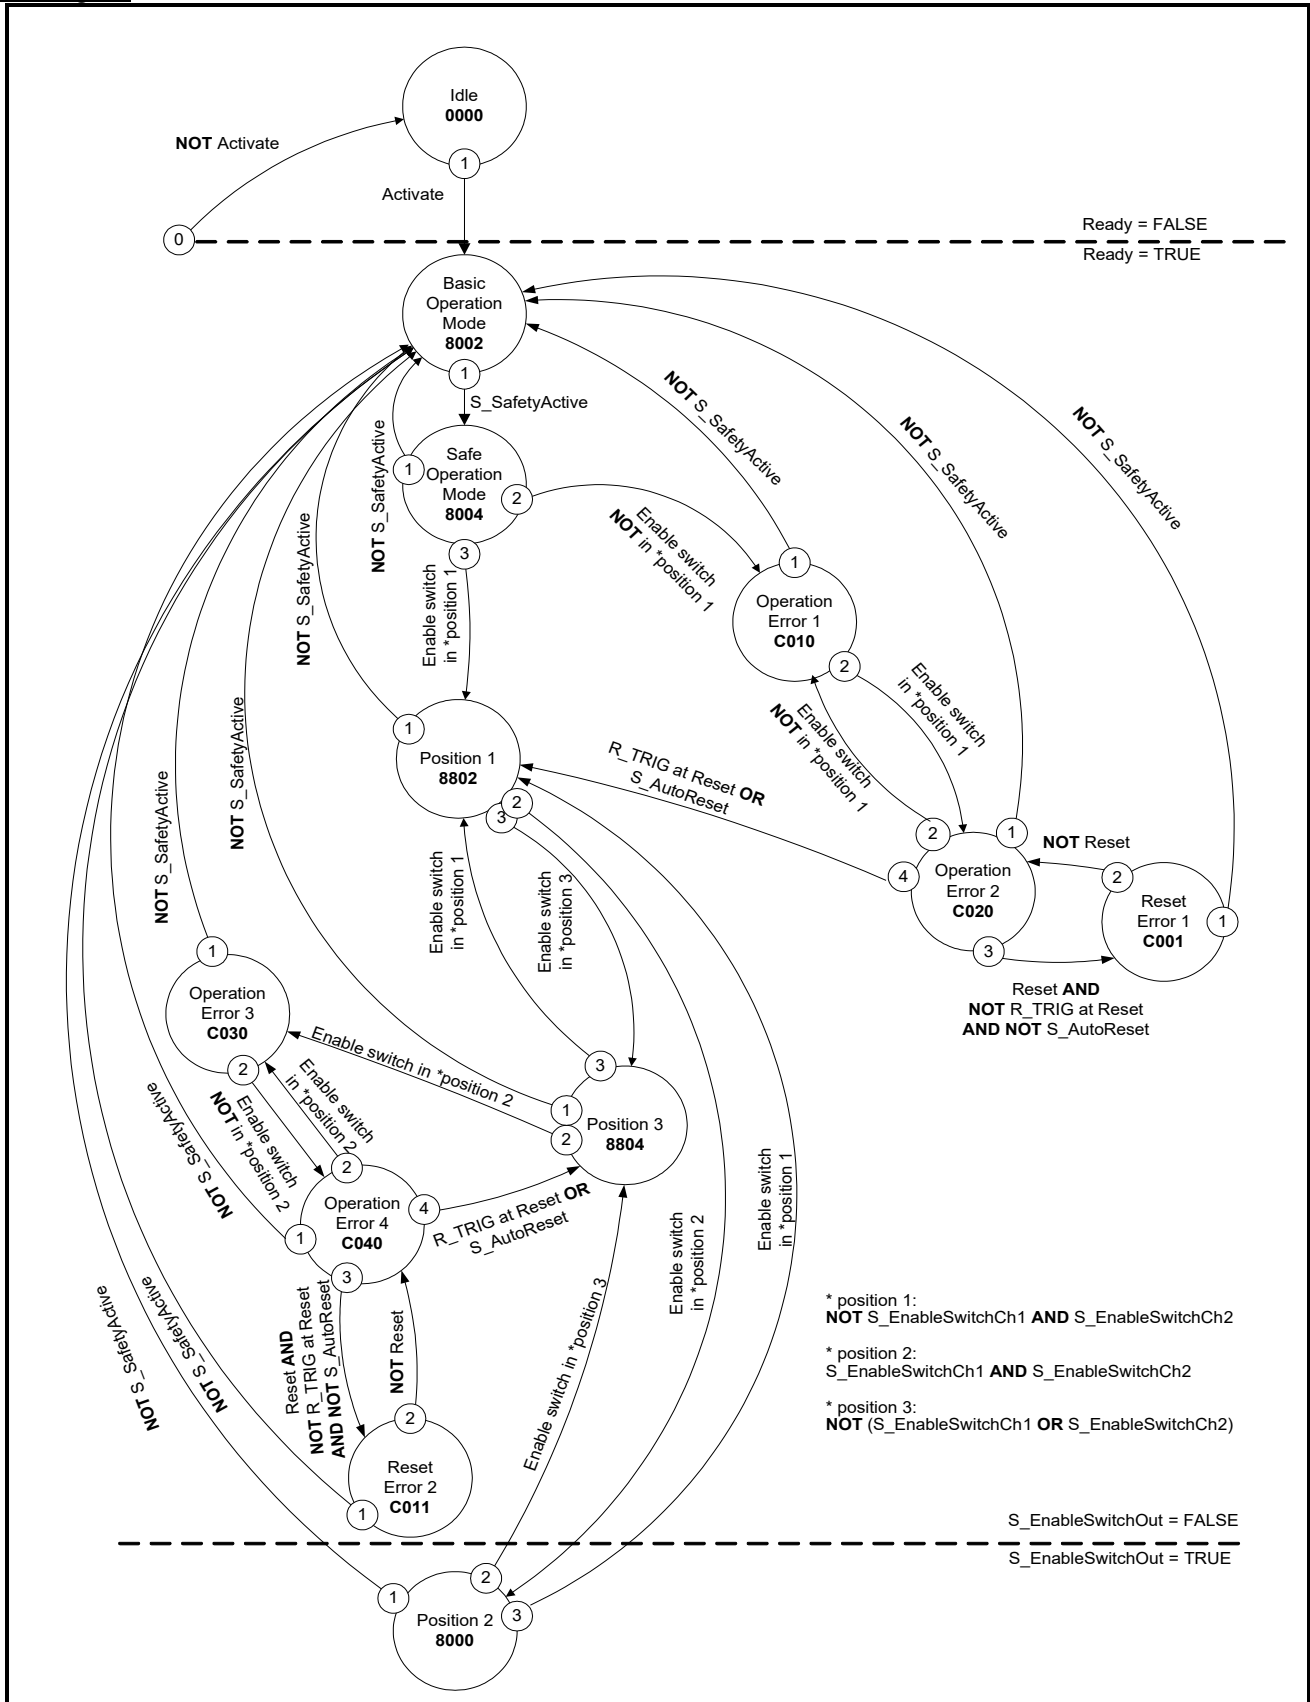 Idle
0000
NOT Activate
1
Activate
0
Ready = FALSE
Ready = TRUE
Basic
Operation
Mode
8002
1
S_SafetyActive
Safe
Operation
Mode
8004
1
2
3
NOT S_SafetyActive
Enable switch
in *position 1
Enable switch
NOT in *position 1
NOT S_SafetyActive
NOT S_SafetyActive
NOT S_SafetyActive
1
Operation
Error 1
C010
2
Enable switch
in *position 1
Enable switch
NOT in *position 1
NOT S_SafetyActive
NOT S_SafetyActive
NOT S_SafetyActive
1
Position 1
8802
2
3
R_TRIG at Reset OR
S_AutoReset
2
1
4
Operation
Error 2
C020
3
NOT Reset
2
Reset
Error 1
C001
1
Reset AND
NOT R_TRIG at Reset
AND NOT S_AutoReset
Enable switch
in *position 1
Enable switch
in *position 3
1
Operation
Error 3
C030
2
Enable switch in *position 2
3
1
2
Position 3
8804
Enable switch
in *position 2
Enable switch
NOT in *position 2
NOT S_SafetyActive
2
Operation
Error 4
C040
1
4
3
R_TRIG at Reset OR
S_AutoReset
Enable switch
in *position 2
Enable switch
in *position 1
Enable switch in *position 3
Reset AND
NOT R_TRIG at Reset
AND NOT S_AutoReset
NOT Reset
NOT S_SafetyActive
NOT S_SafetyActive
2
Reset
Error 2
C011
1
* position 1:
NOT S_EnableSwitchCh1 AND S_EnableSwitchCh2
* position 2:
S_EnableSwitchCh1 AND S_EnableSwitchCh2
* position 3:
NOT (S_EnableSwitchCh1 OR S_EnableSwitchCh2)
S_EnableSwitchOut = FALSE
S_EnableSwitchOut = TRUE
1
2
3
Position 2
8000